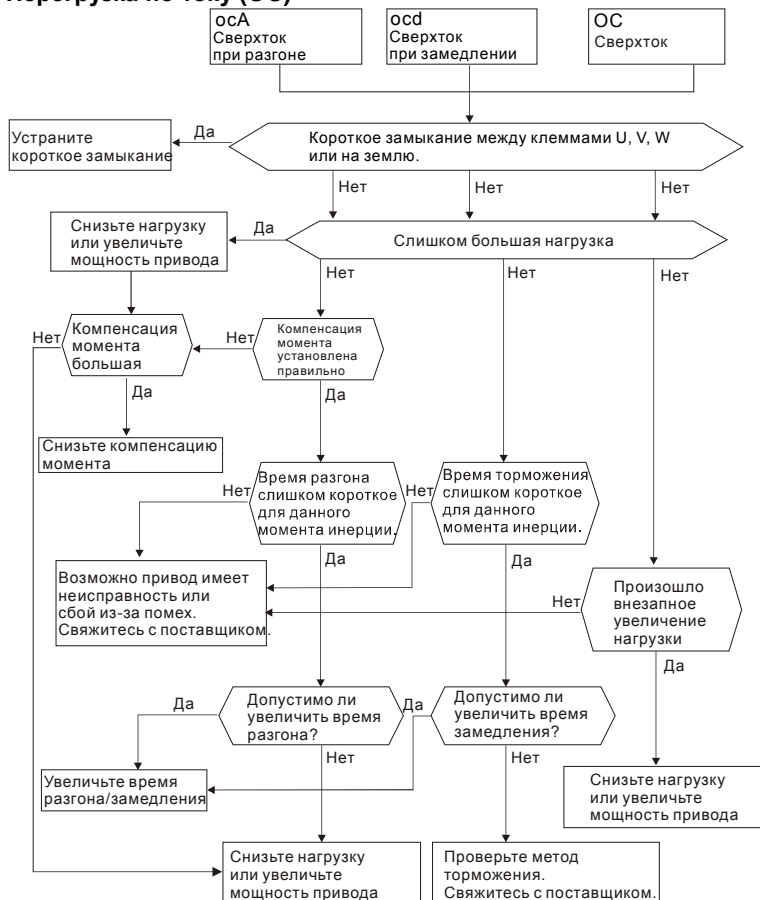 Перегрузка по току (ОС)
ocA
Сверхток
при разгоне
ocd
Сверхток
при замедлении
OC
Сверхток
Устраните
короткое замыкание
Да
Короткое замыкание между клеммами U, V, W
или на землю.
Нет
Нет
Нет
Снизьте нагрузку
или увеличьте
мощность привода
Да
Слишком большая нагрузка
Нет
Нет
Нет
Нет
Компенсация
момента
большая
Нет
Компенсация
момента
установлена
правильно
Да
Да
Снизьте компенсацию
момента
Нет
Время разгона
слишком короткое
для данного
момента инерции.
Нет
Время торможения
слишком короткое
для данного
момента инерции.
Да
Да
Возможно привод имеет
неисправность или
сбой из-за помех.
Свяжитесь с поставщиком.
Нет
Произошло
внезапное
увеличение
нагрузки
Да
Да
Допустимо ли
увеличить время
разгона?
Да
Допустимо ли
увеличить время
замедления?
Нет
Нет
Увеличьте время
разгона/замедления
Снизьте нагрузку
или увеличьте
мощность привода
Снизьте нагрузку
или увеличьте
мощность привода
Проверьте метод
торможения.
Свяжитесь с поставщиком.